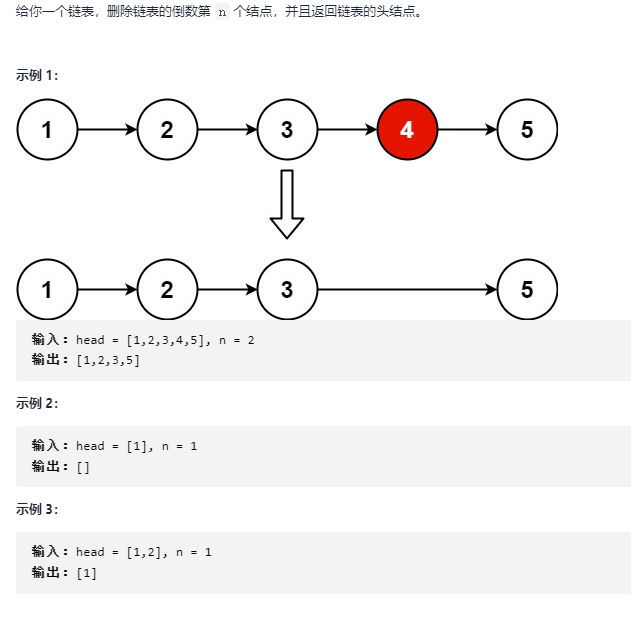 给你一个链表，删除链表的倒数第 n 个结点，并且返回链表的头结点。
示例 1：
1 2 3 4 5
1 2 3 5
输入：head = [1,2,3,4,5], n = 2
输出：[1,2,3,5]
示例 2：
输入：head = [1], n = 1
输出：[]
示例 3：
输入：head = [1,2], n = 1
输出：[1]